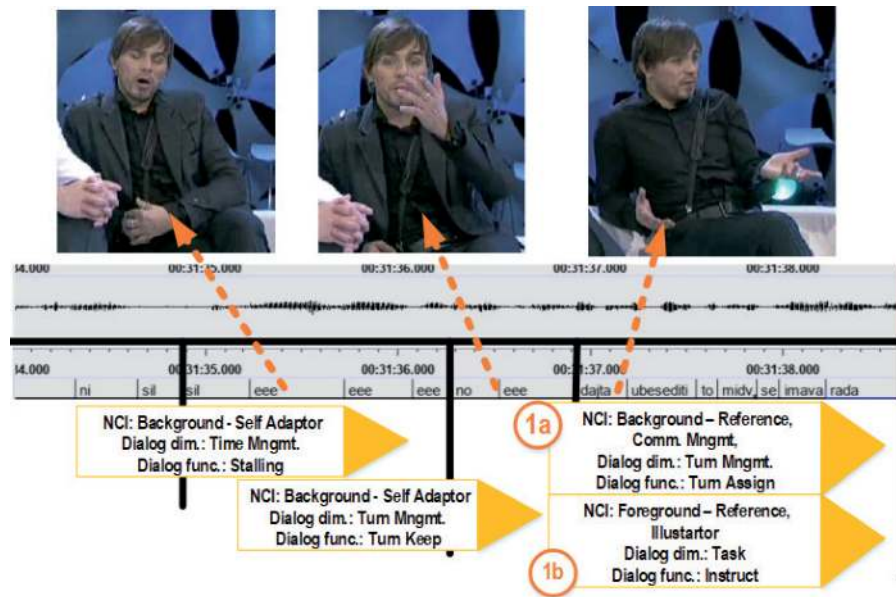 34.000 00:31:35.000 00:31:36.000 00:31:37.000 00:31:38.000
34.000 00:31:35.000 00:31:36.000 00:31:37.000 00:31:38.000
ni sil sil eee eee eee no eee dajta ubesediti to midv, se imava rada
NCI: Background - Self Adaptor
Dialog dim.: Time Mngmt.
Dialog func.: Stalling
NCI: Background - Self Adaptor
Dialog dim.: Turn Mngmt.
Dialog func.: Turn Keep
1a
NCI: Background – Reference,
Comm. Mngmt,
Dialog dim.: Turn Mngmt.
Dialog func.: Turn Assign
NCI: Foreground – Reference,
Illustartor
Dialog dim.: Task
Dialog func.: Instruct
1b